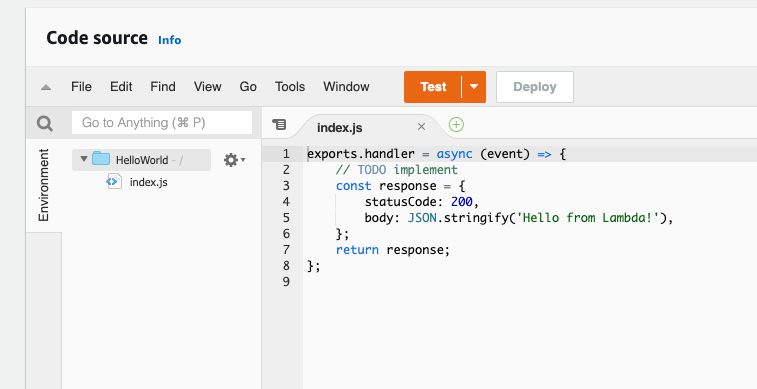 Code source Info
File Edit Find View Go Tools Window Test Deploy
Go to Anything (⌘ P)
index.js
Environment
HelloWorld - /
index.js
1 exports.handler = async (event) => {
2 // TODO implement
3 const response = {
4 statusCode: 200,
5 body: JSON.stringify('Hello from Lambda!'),
6 };
7 return response;
8 };
9